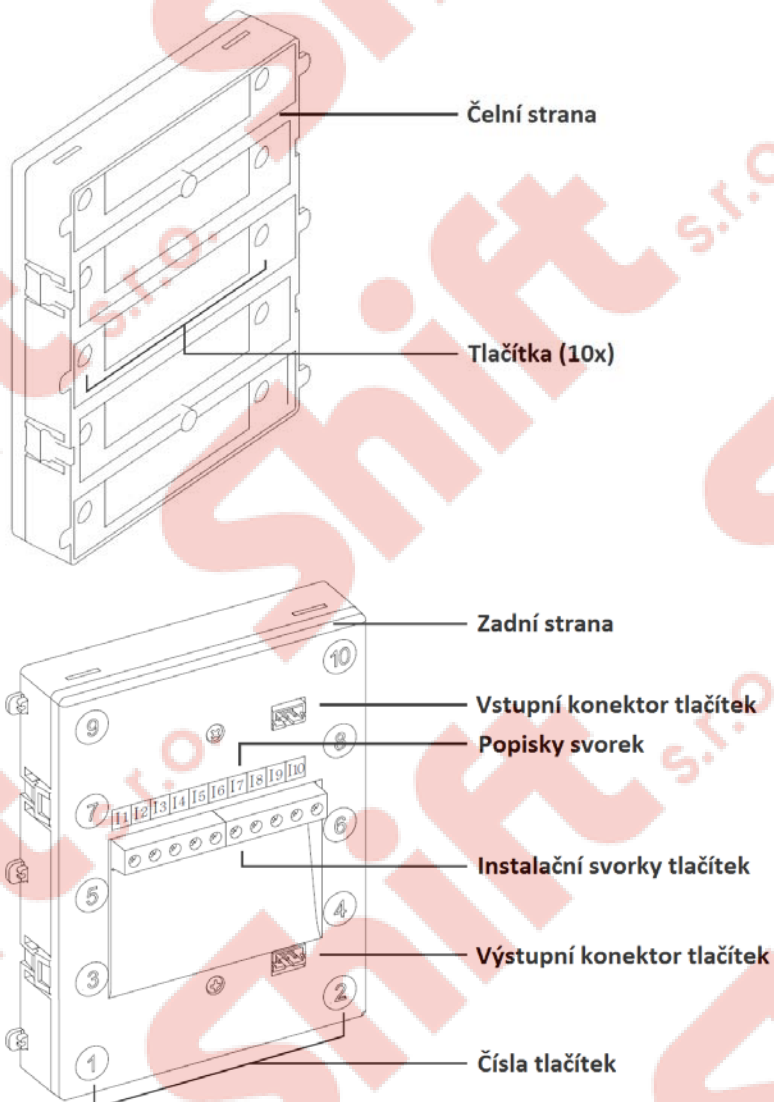 Čelní strana
Tlačítka (10x)
Zadní strana
10
Vstupní konektor tlačítek
9
8
Popisky svorek
7
I1 I2 I3 I4 I5 I6 I7 I8 I9 I10
6
Instalační svorky tlačítek
5
4
Výstupní konektor tlačítek
3
2
1
Čísla tlačítek
Shift s.r.o.